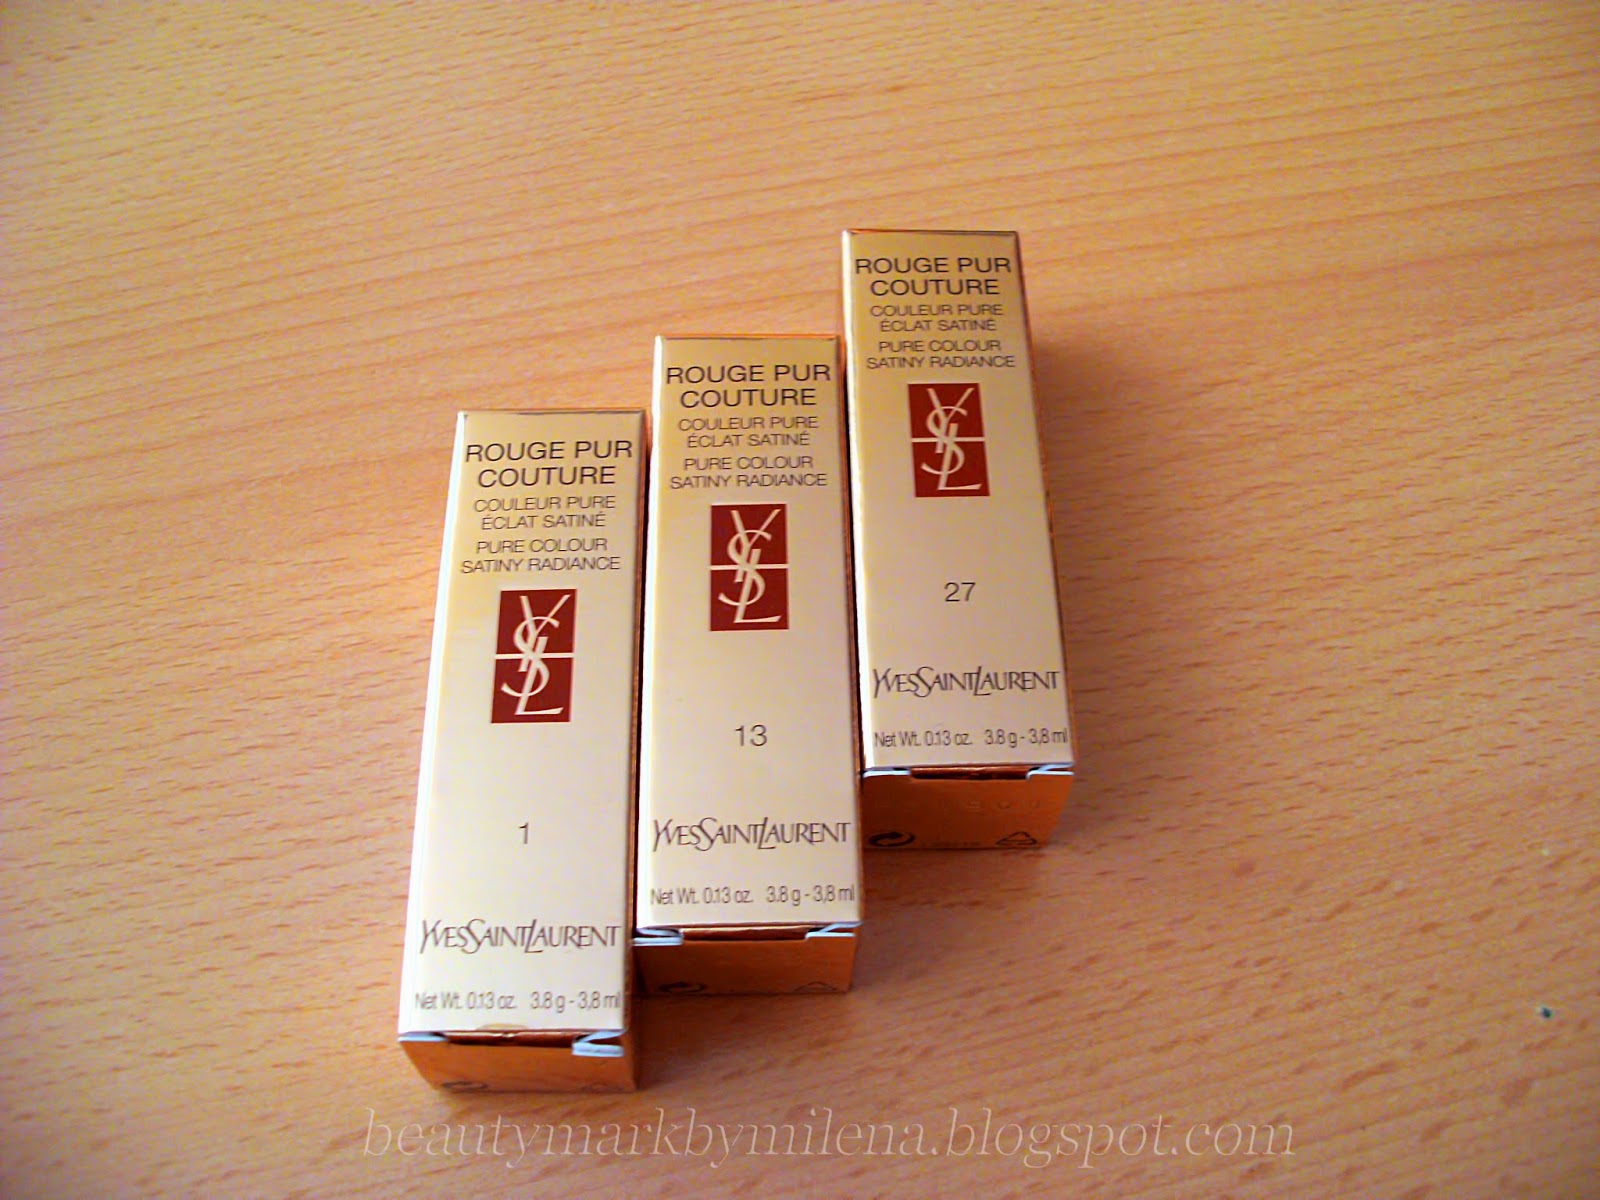 ROUGE PUR
COUTURE
COULEUR PURE
ÉCLAT SATINÉ
PURE COLOUR
SATINY RADIANCE
YSL
1
YVESSAINTLAURENT
Net Wt. 0.13 oz. 3.8 g - 3,8 ml
ROUGE PUR
COUTURE
COULEUR PURE
ÉCLAT SATINÉ
PURE COLOUR
SATINY RADIANCE
YSL
13
YVESSAINTLAURENT
Net Wt. 0.13 oz. 3.8 g - 3,8 ml
ROUGE PUR
COUTURE
COULEUR PURE
ÉCLAT SATINÉ
PURE COLOUR
SATINY RADIANCE
YSL
27
YVESSAINTLAURENT
Net Wt. 0.13 oz. 3.8 g - 3,8 ml
beautymarkbymilena.blogspot.com